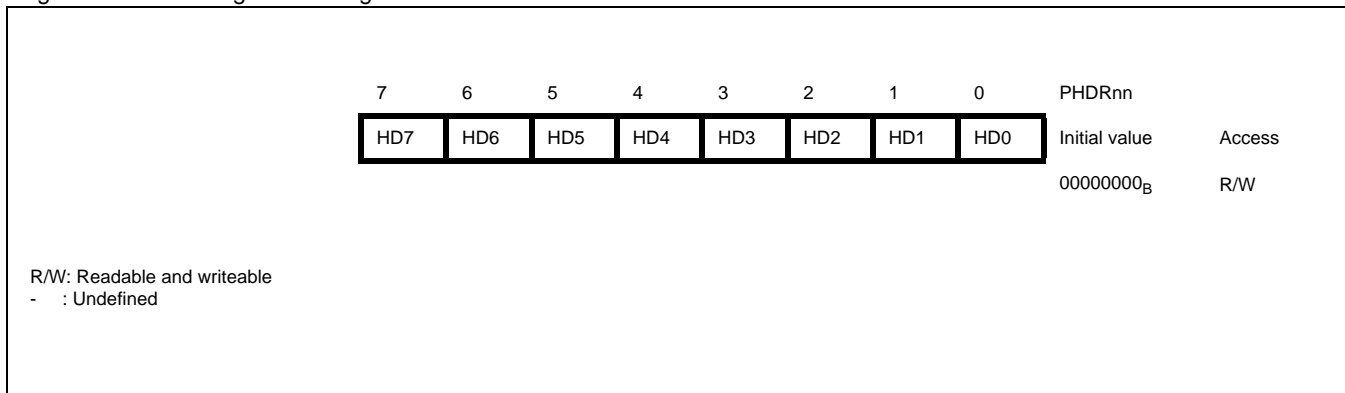 7 6 5 4 3 2 1 0 PHDRnn
HD7 HD6 HD5 HD4 HD3 HD2 HD1 HD0 Initial value Access
00000000B R/W
R/W: Readable and writeable
- : Undefined